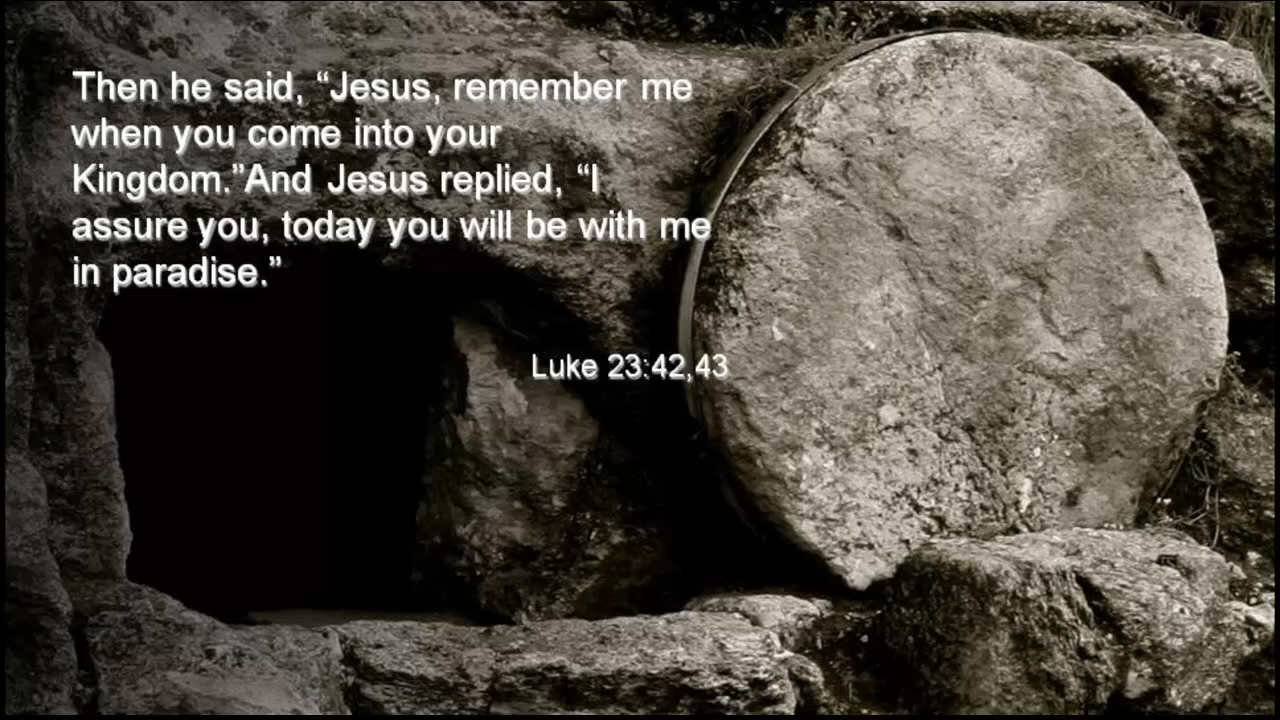 Then he said, “Jesus, remember me
when you come into your
Kingdom.”And Jesus replied, “I
assure you, today you will be with me
in paradise.”
Luke 23:42,43